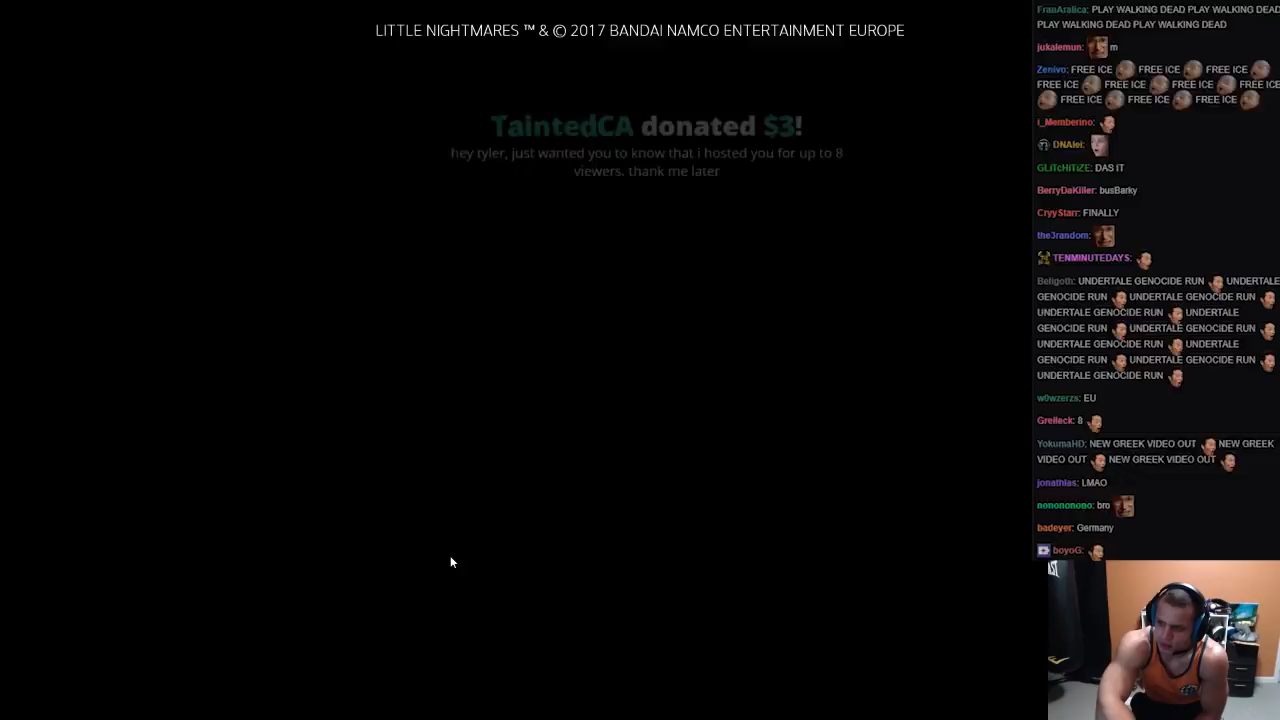 LITTLE NIGHTMARES ™ & © 2017 BANDAI NAMCO ENTERTAINMENT EUROPE
TaintedCA donated $3!
hey tyler, just wanted you to know that i hosted you for up to 8
viewers. thank me later
FranAralica: PLAY WALKING DEAD PLAY WALKING DEAD
PLAY WALKING DEAD PLAY WALKING DEAD
jukalemun: m
Zenivo: FREE ICE FREE ICE FREE ICE
FREE ICE FREE ICE FREE ICE
FREE ICE FREE ICE FREE ICE
i_Memberino:
DNAlei:
GLiTcHiTiZE: DAS IT
BerryDaKiller: busBarky
CryyStarr: FINALLY
the3random:
TENMINUTEDAYS:
Beligoth: UNDERTALE GENOCIDE RUN UNDERTALE
GENOCIDE RUN UNDERTALE GENOCIDE RUN
UNDERTALE GENOCIDE RUN UNDERTALE
GENOCIDE RUN UNDERTALE GENOCIDE RUN
UNDERTALE GENOCIDE RUN UNDERTALE
GENOCIDE RUN UNDERTALE GENOCIDE RUN
UNDERTALE GENOCIDE RUN
w0wzerzs: EU
Grelleck: 8
YokumaHD: NEW GREEK VIDEO OUT NEW GREEK
VIDEO OUT NEW GREEK VIDEO OUT
jonathias: LMAO
nonononono: bro
badeyer: Germany
boyoG: